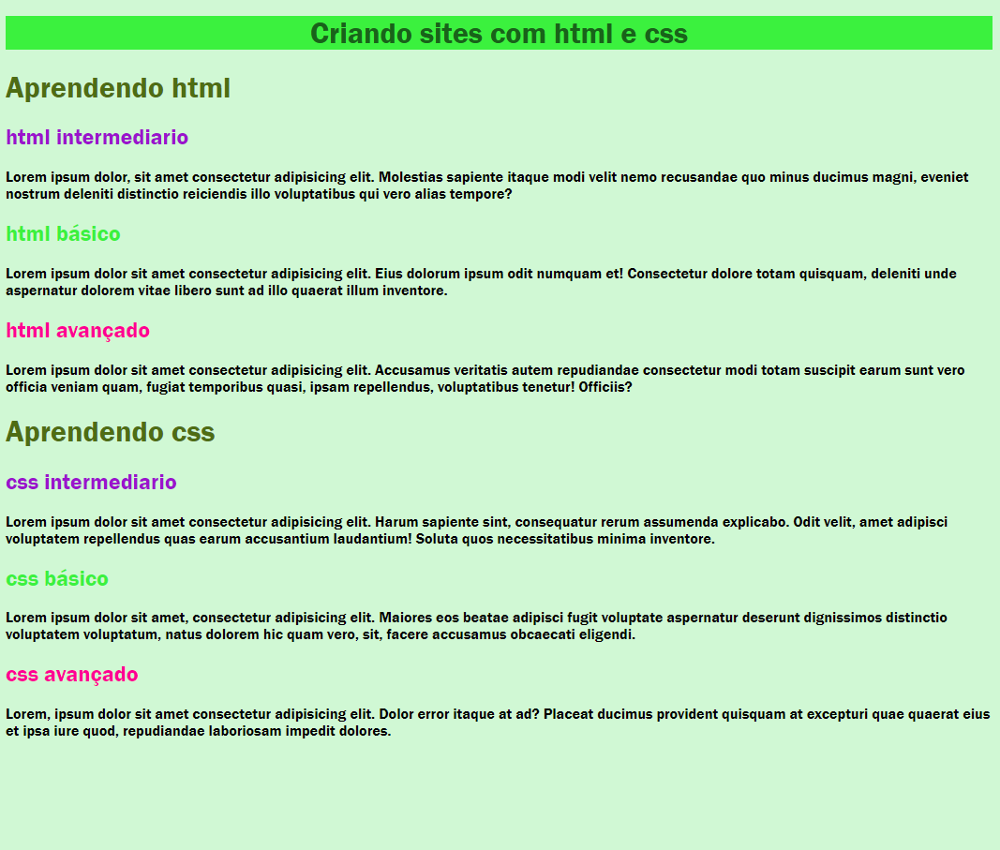 Criando sites com html e css
Aprendendo html
html intermediario
Lorem ipsum dolor, sit amet consectetur adipisicing elit. Molestias sapiente itaque modi velit nemo recusandae quo minus ducimus magni, eveniet
nostrum deleniti distinctio reiciendis illo voluptatibus qui vero alias tempore?
html básico
Lorem ipsum dolor sit amet consectetur adipisicing elit. Eius dolorum ipsum odit numquam et! Consectetur dolore totam quisquam, deleniti unde
aspernatur dolorem vitae libero sunt ad illo quaerat illum inventore.
html avançado
Lorem ipsum dolor sit amet consectetur adipisicing elit. Accusamus veritatis autem repudiandae consectetur modi totam suscipit earum sunt vero
officia veniam quam, fugiat temporibus quasi, ipsam repellendus, voluptatibus tenetur! Officiis?
Aprendendo css
css intermediario
Lorem ipsum dolor sit amet consectetur adipisicing elit. Harum sapiente sint, consequatur rerum assumenda explicabo. Odit velit, amet adipisci
voluptatem repellendus quas earum accusantium laudantium! Soluta quos necessitatibus minima inventore.
css básico
Lorem ipsum dolor sit amet, consectetur adipisicing elit. Maiores eos beatae adipisci fugit voluptate aspernatur deserunt dignissimos distinctio
voluptatem voluptatum, natus dolorem hic quam vero, sit, facere accusamus obcaecati eligendi.
css avançado
Lorem, ipsum dolor sit amet consectetur adipisicing elit. Dolor error itaque at ad? Placeat ducimus provident quisquam at excepturi quae quaerat eius
et ipsa iure quod, repudiandae laboriosam impedit dolores.